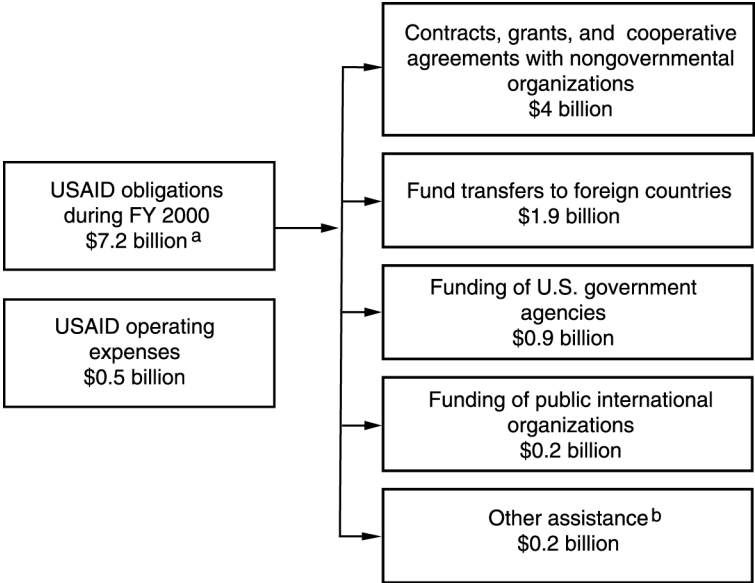 USAID obligations
during FY 2000
$7.2 billion a
USAID operating
expenses
$0.5 billion
Contracts, grants, and cooperative
agreements with nongovernmental
organizations
$4 billion
Fund transfers to foreign countries
$1.9 billion
Funding of U.S. government
agencies
$0.9 billion
Funding of public international
organizations
$0.2 billion
Other assistance b
$0.2 billion